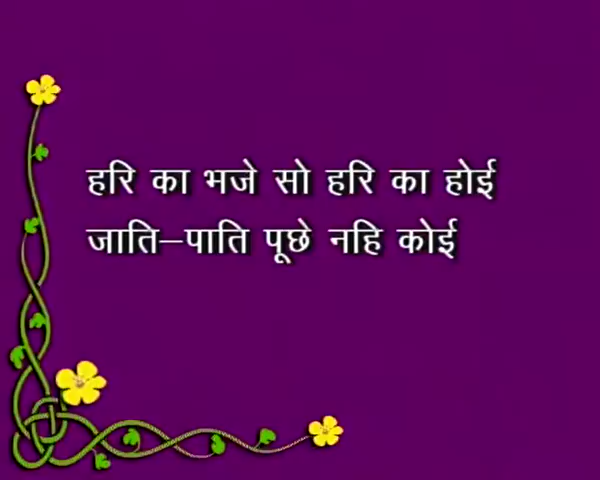 हरि का भजे सो हरि का होई
जाति–पाति पूछे नहि कोई